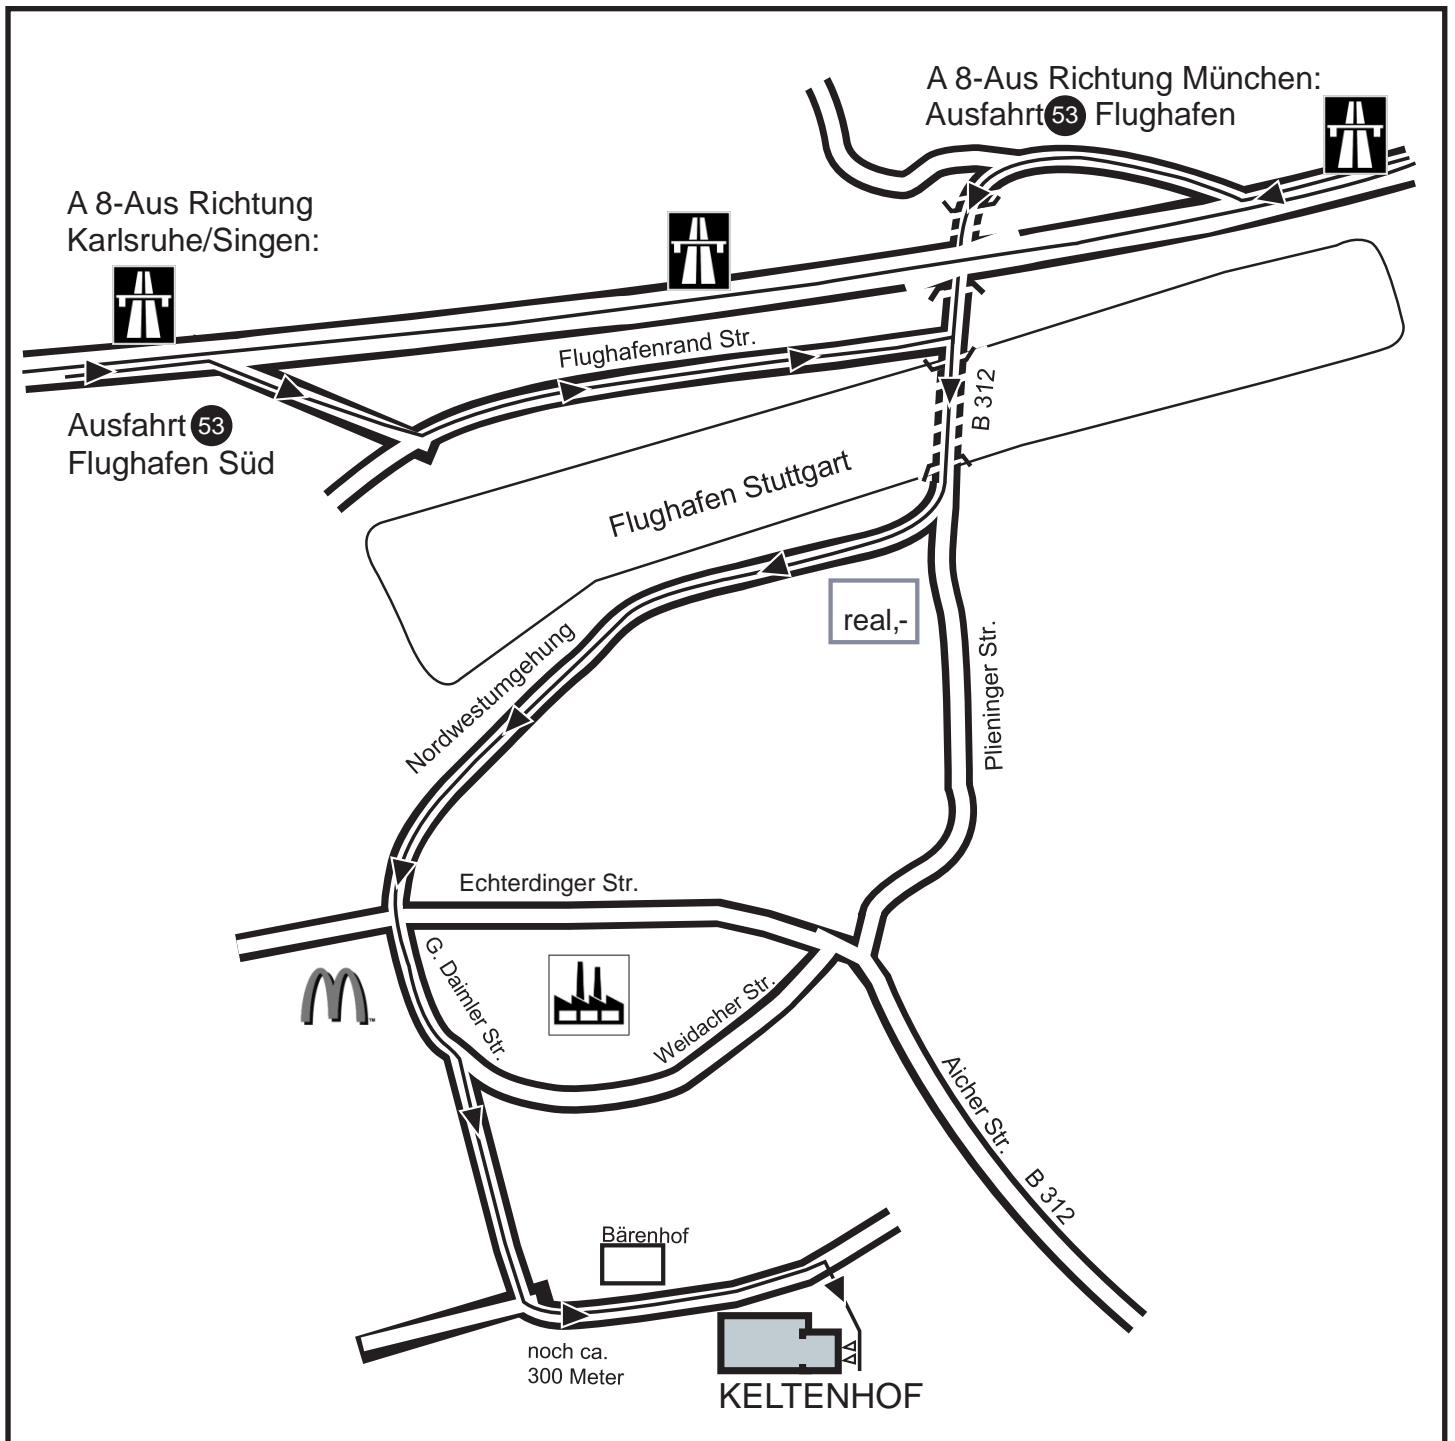 A 8-Aus Richtung München:
Ausfahrt 53 Flughafen
A 8-Aus Richtung
Karlsruhe/Singen:
Flughafenrand Str.
B 312
Ausfahrt 53
Flughafen Süd
Flughafen Stuttgart
real,-
Nordwestumgehung
Plieninger Str.
Echterdinger Str.
G. Daimler Str.
Weidacher Str.
Aicher Str.
B 312
TM
Bärenhof
noch ca.
300 Meter
KELTENHOF